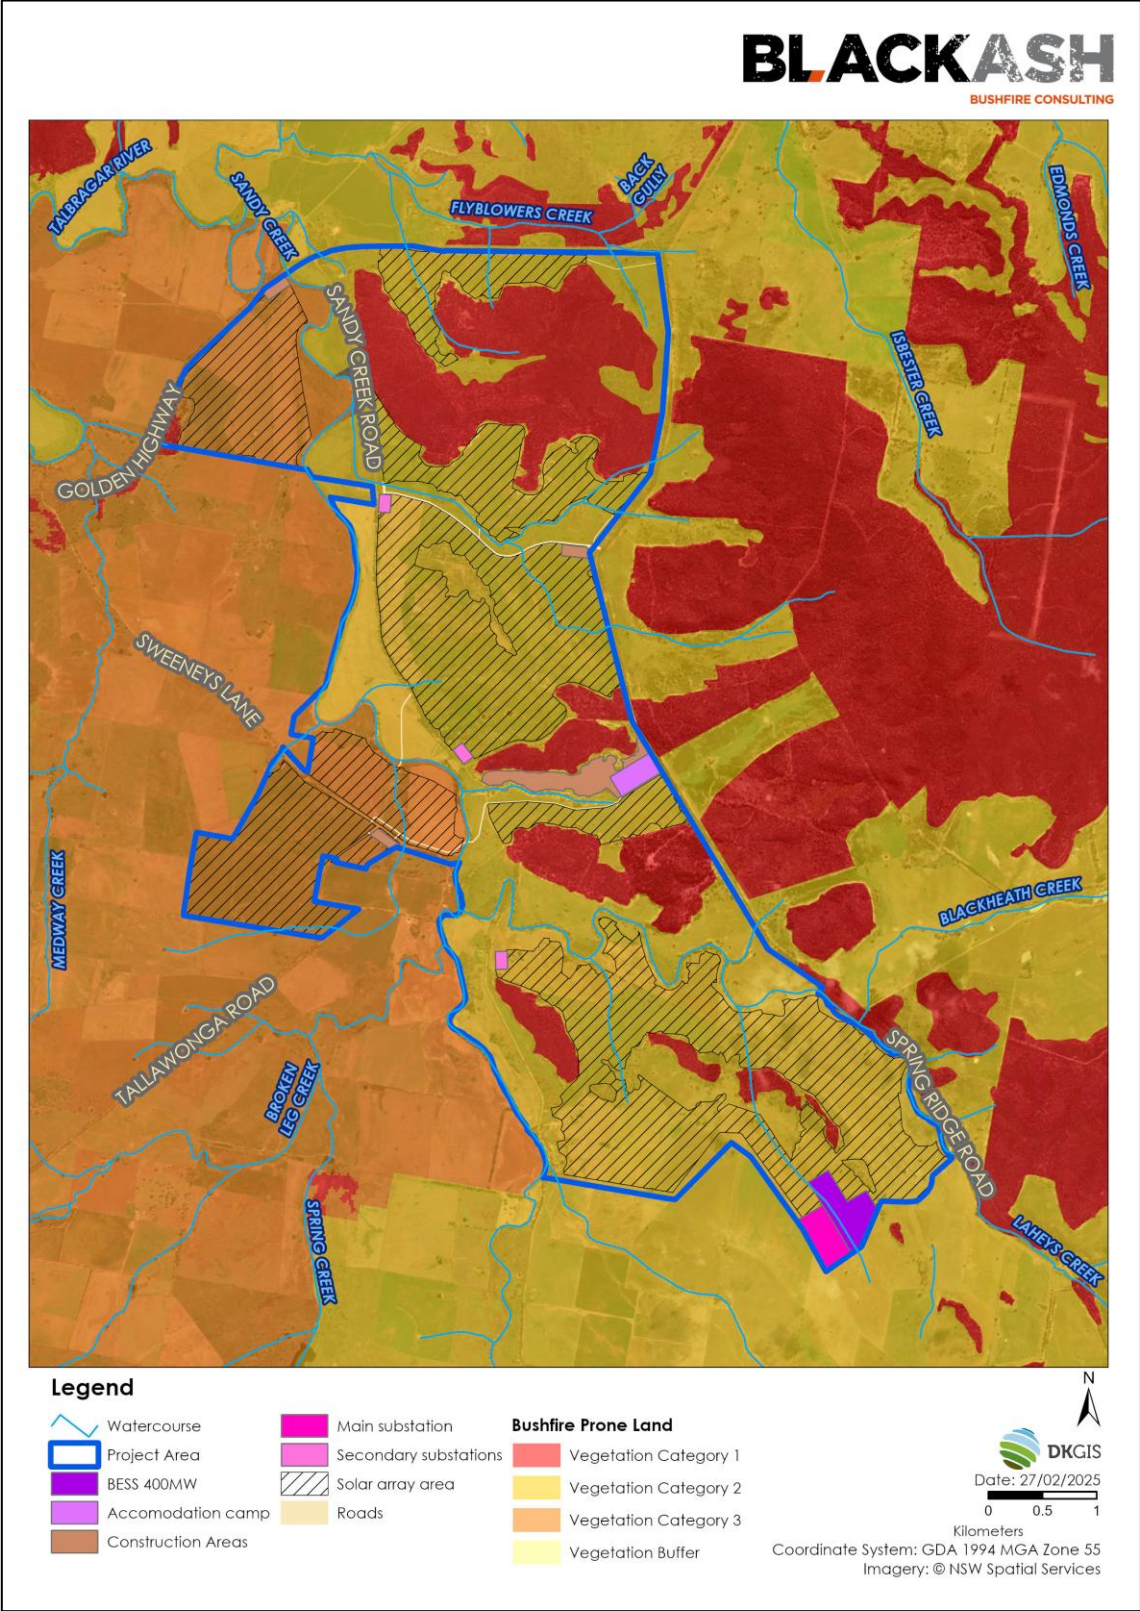 BLACKASH
BUSHFIRE CONSULTING
TALBRAGAR RIVER
SANDY CREEK
FLYBLOWERS CREEK
BACK
GULLY
EDMONDS CREEK
SANDY CREEK ROAD
ISBESTER CREEK
GOLDEN HIGHWAY
SWEENEYS LANE
MEDWAY CREEK
BLACKHEATH CREEK
TALLAWONGA ROAD
BROKEN
LEG CREEK
SPRING RIDGE ROAD
SPRING CREEK
LAHEYS CREEK
Legend
Watercourse
Project Area
BESS 400MW
Accomodation camp
Construction Areas
Main substation
Secondary substations
Solar array area
Roads
Bushfire Prone Land
Vegetation Category 1
Vegetation Category 2
Vegetation Category 3
Vegetation Buffer
N
DKGIS
Date: 27/02/2025
0 0.5 1
Kilometers
Coordinate System: GDA 1994 MGA Zone 55
Imagery: © NSW Spatial Services